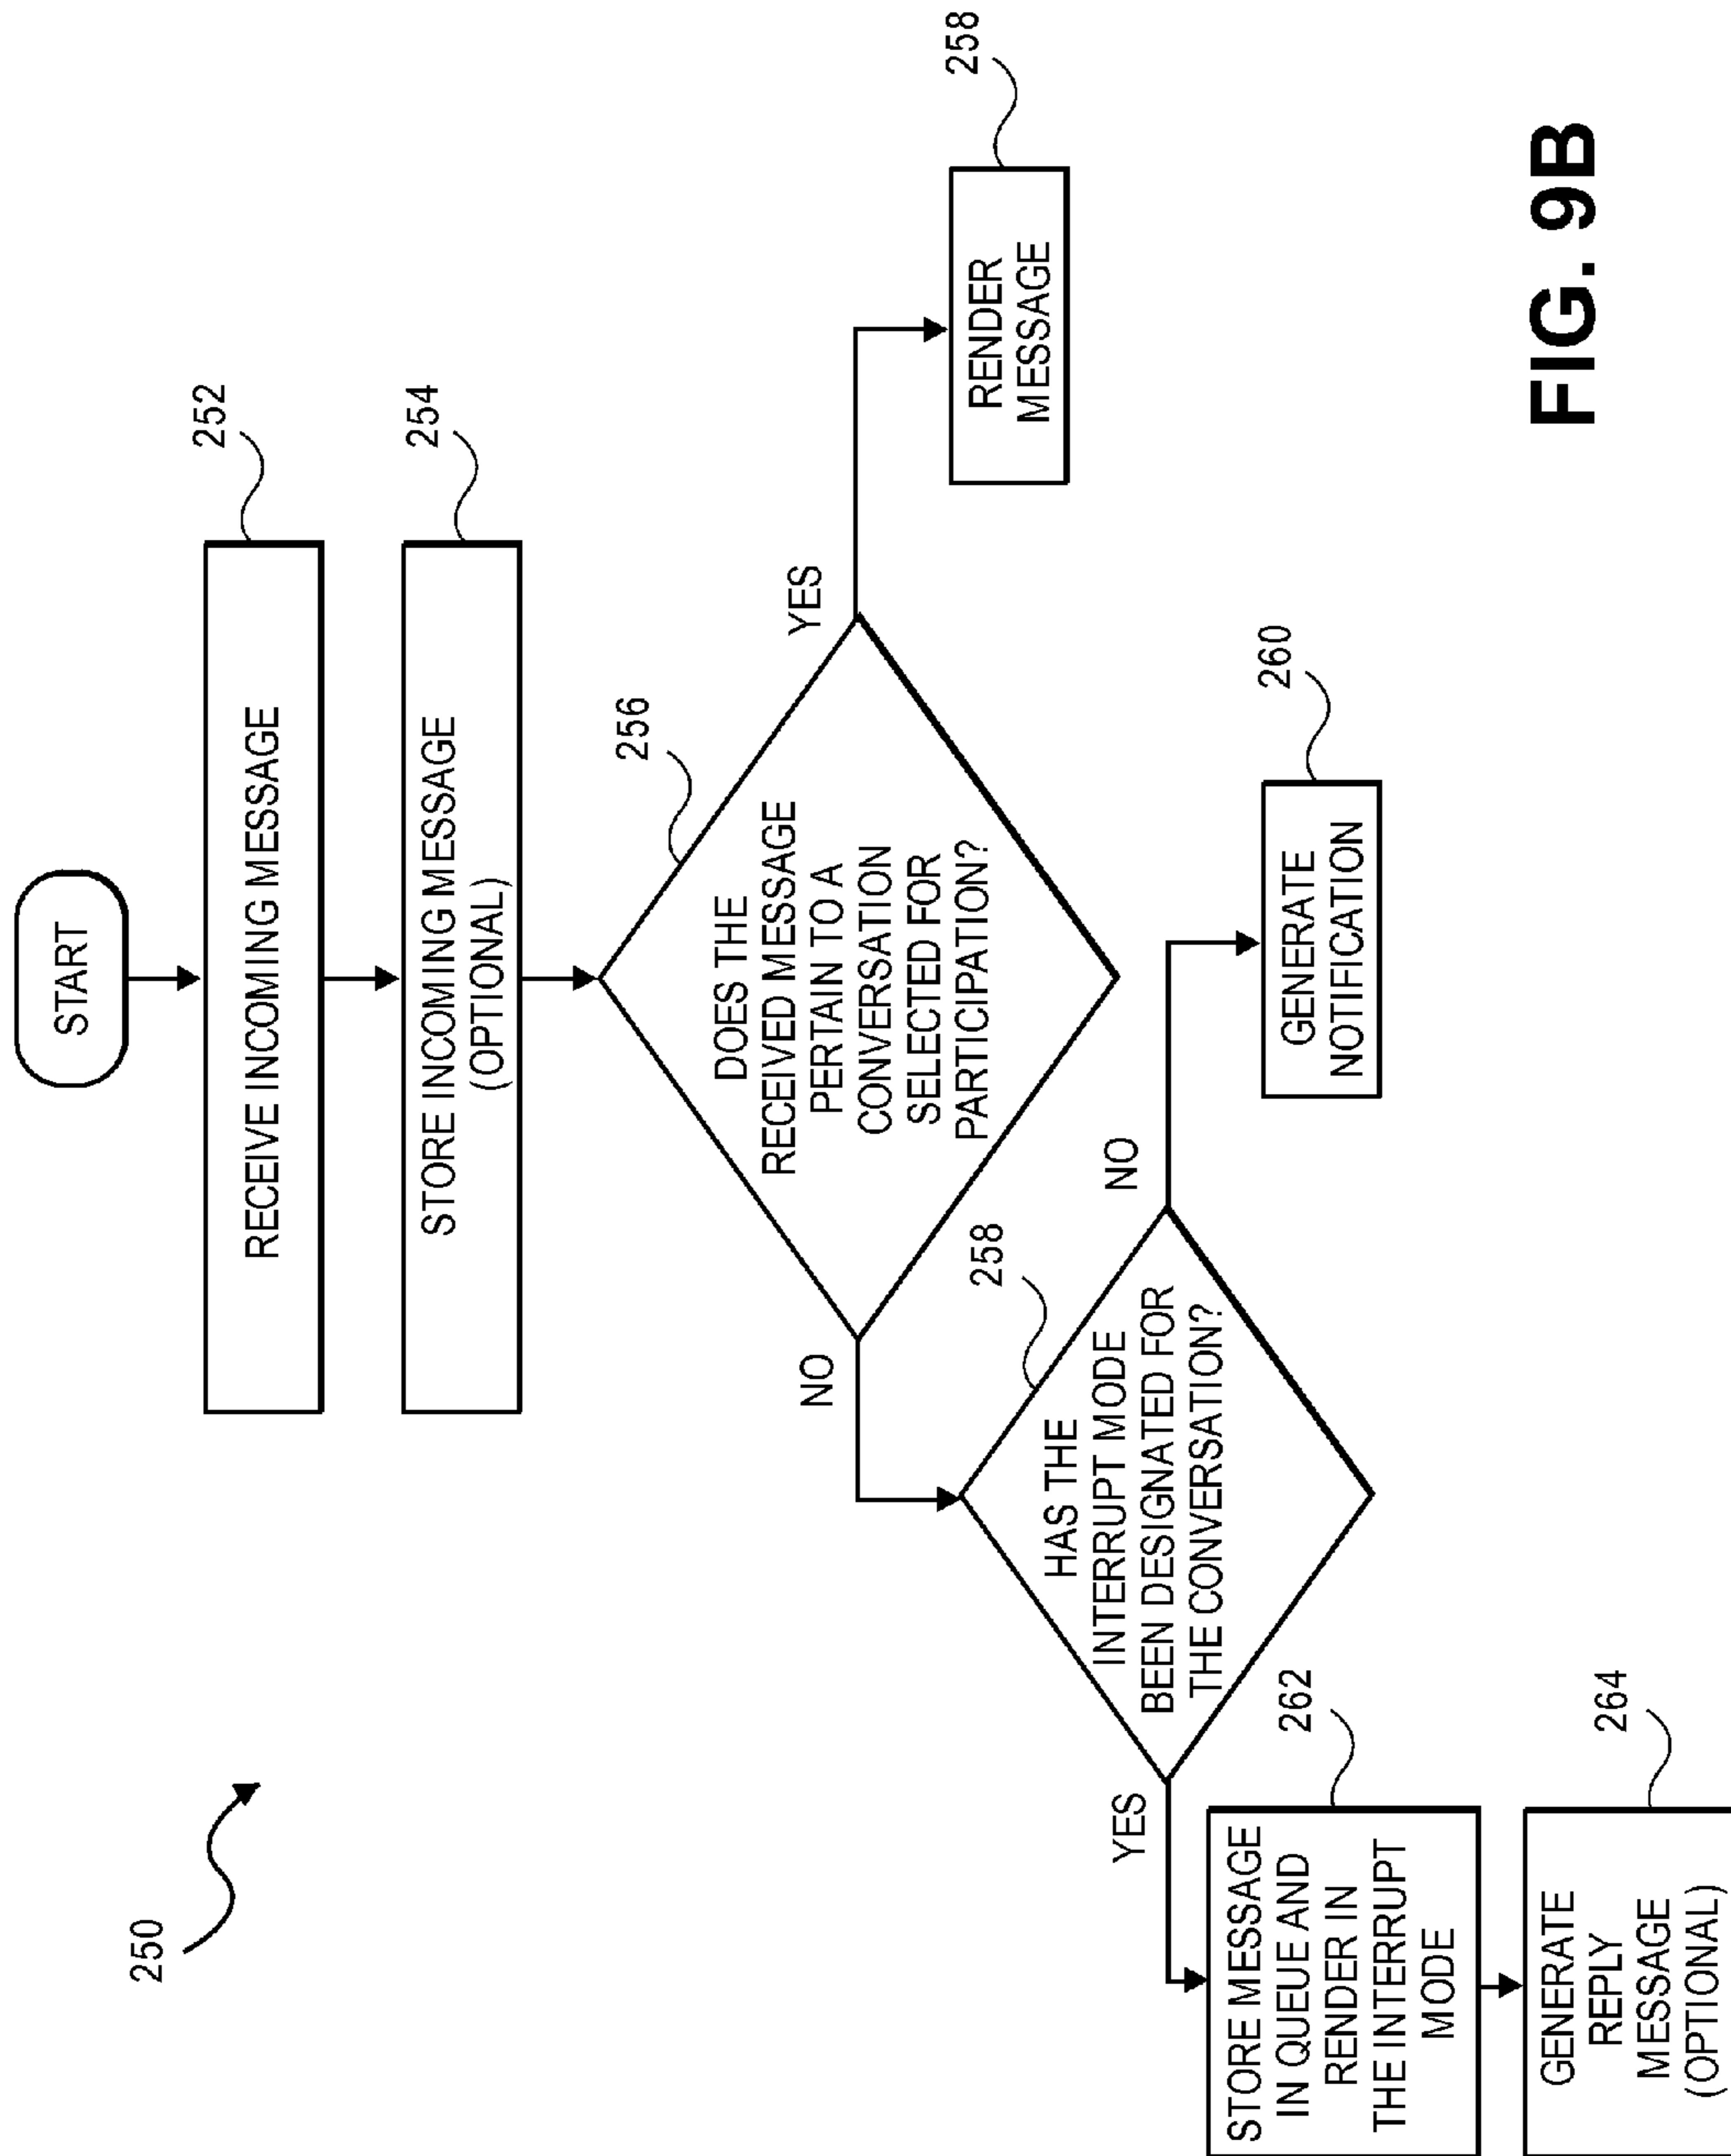 250
START
RECEIVE INCOMING MESSAGE
252
STORE INCOMING MESSAGE
(OPTIONAL)
254
DOES THE
RECEIVED MESSAGE
PERTAIN TO A
CONVERSATION
SELECTED FOR
PARTICIPATION?
256
NO
YES
RENDER
MESSAGE
258
HAS THE
INTERRUPT MODE
BEEN DESIGNATED FOR
THE CONVERSATION?
258
YES
NO
GENERATE
NOTIFICATION
260
STORE MESSAGE
IN QUEUE AND
RENDER IN
THE INTERRUPT
MODE
262
GENERATE
REPLY
MESSAGE
(OPTIONAL)
264
FIG. 9B